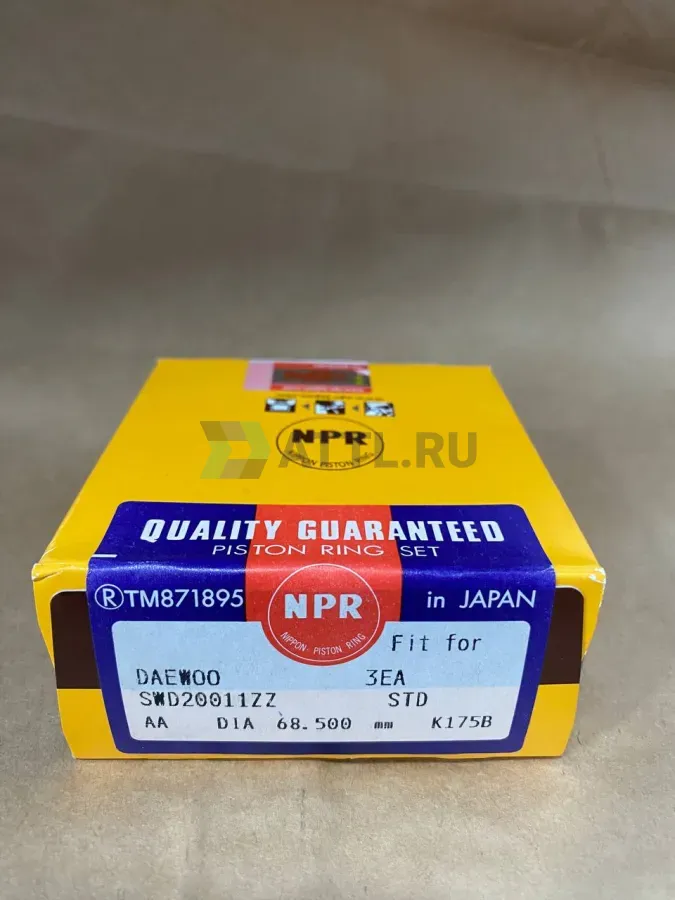 NPR
NIPPON PISTON RING
ATTL.RU
QUALITY GUARANTEED
PISTON RING SET
®TM871895
in JAPAN
NPR
NIPPON PISTON RING
Fit for
DAEWOO 3EA
SWD20011ZZ STD
AA DIA 68.500 mm K175B